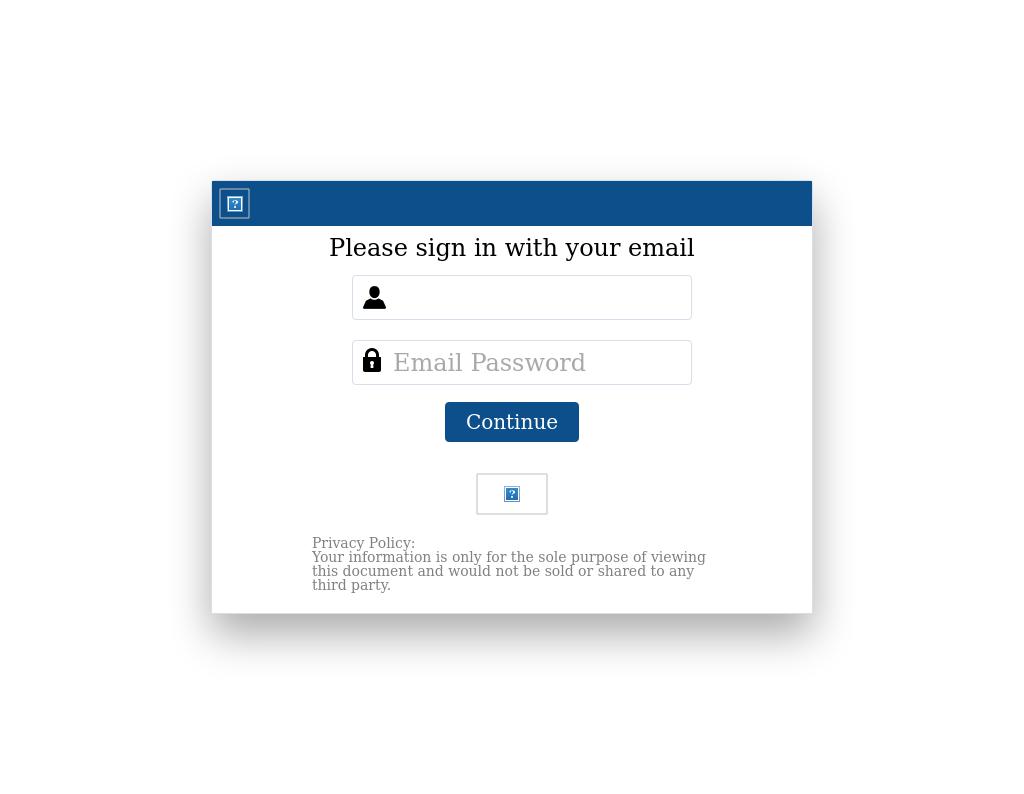 Please sign in with your email
Email Password
Continue
Privacy Policy:
Your information is only for the sole purpose of viewing
this document and would not be sold or shared to any
third party.